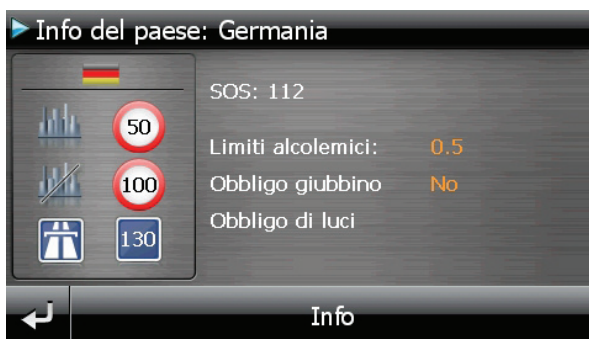 Info del paese: Germania
50
100
130
SOS: 112
Limiti alcolemici: 0.5
Obbligo giubbino No
Obbligo di luci
Info